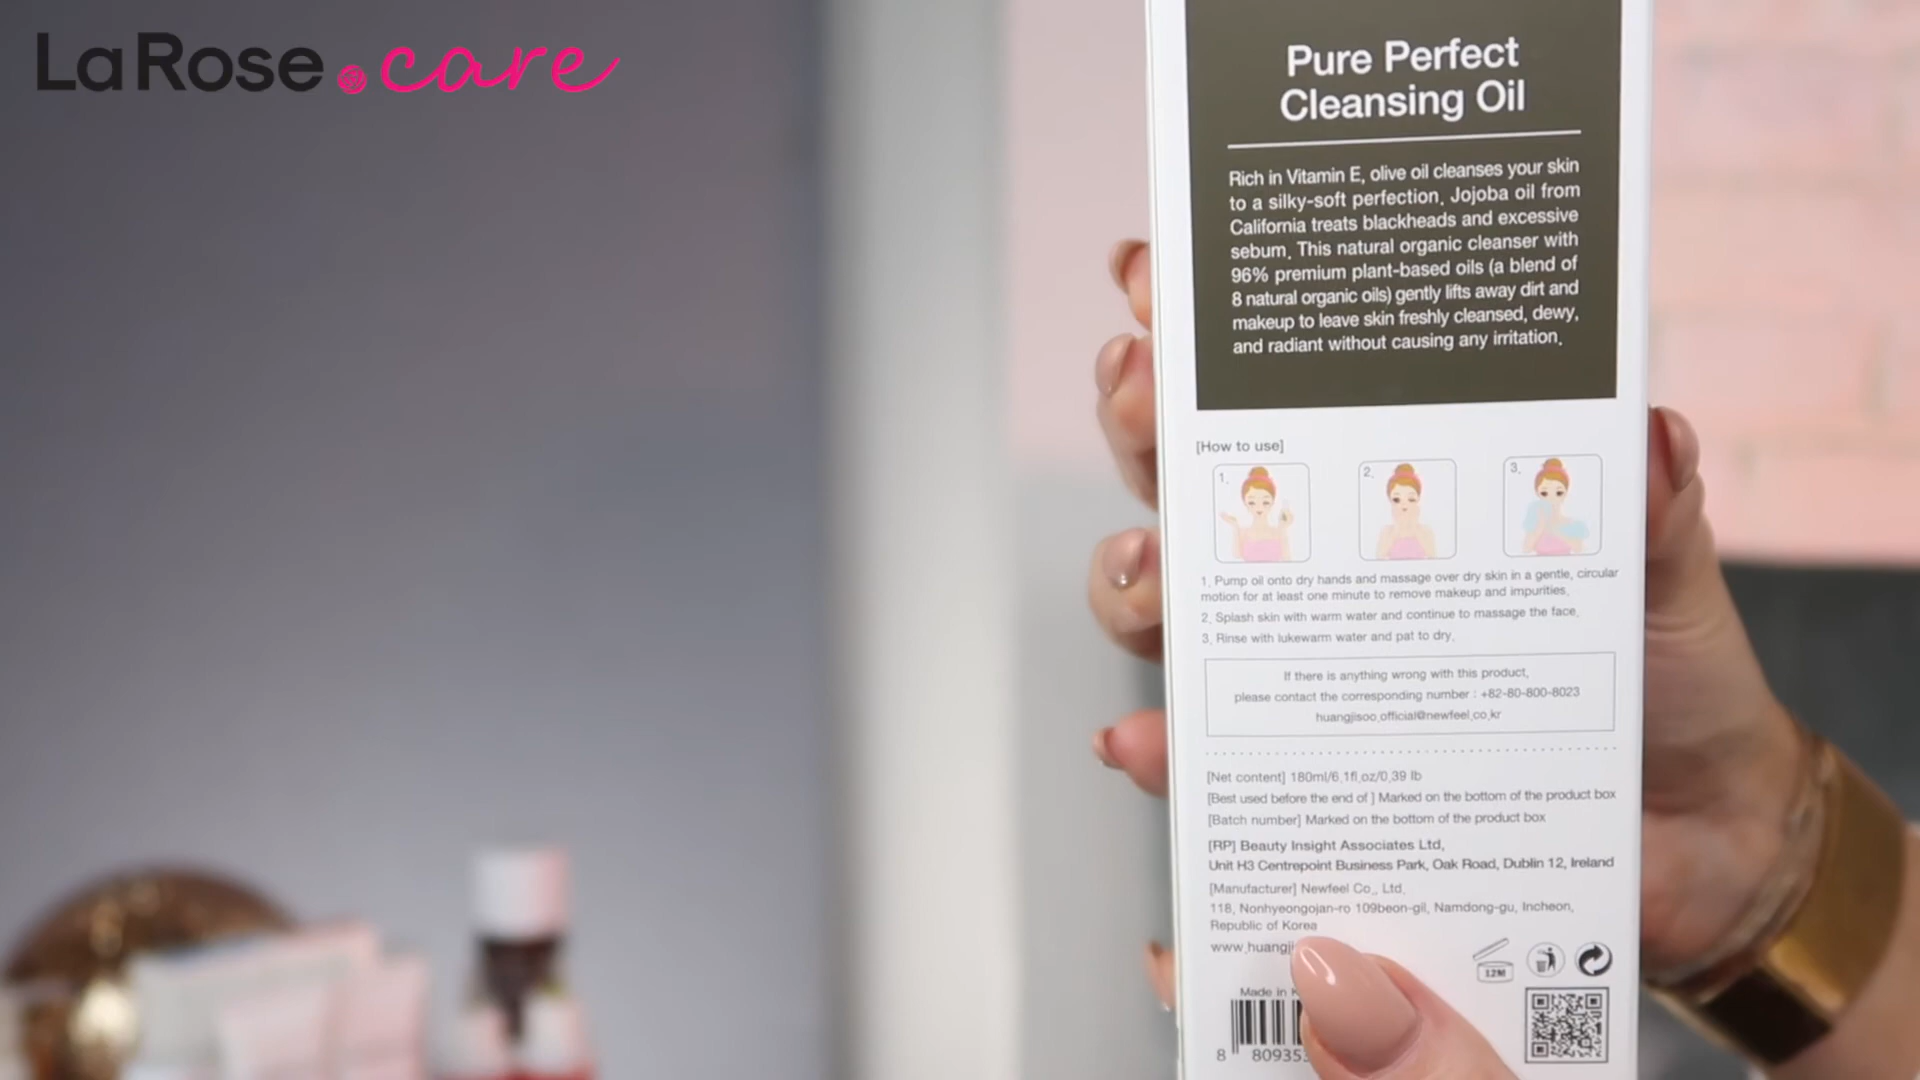 LaRose.care
Pure Perfect
Cleansing Oil
Rich in Vitamin E, olive oil cleanses your skin
to a silky-soft perfection. Jojoba oil from
California treats blackheads and excessive
sebum. This natural organic cleanser with
96% premium plant-based oils (a blend of
8 natural organic oils) gently lifts away dirt and
makeup to leave skin freshly cleansed, dewy,
and radiant without causing any irritation.
[How to use]
1. 2. 3.
1. Pump oil onto dry hands and massage over dry skin in a gentle, circular
motion for at least one minute to remove makeup and impurities.
2. Splash skin with warm water and continue to massage the face.
3. Rinse with lukewarm water and pat to dry.
If there is anything wrong with this product,
please contact the corresponding number : +82-80-800-8023
huangjisoo.official@newfeel.co.kr
[Net content] 180ml/6.1fl.oz/0.39 lb
[Best used before the end of ] Marked on the bottom of the product box
[Batch number] Marked on the bottom of the product box
[RP] Beauty Insight Associates Ltd,
Unit H3 Centrepoint Business Park, Oak Road, Dublin 12, Ireland
[Manufacturer] Newfeel Co., Ltd.
118, Nonhyeongojan-ro 109beon-gil, Namdong-gu, Incheon,
Republic of Korea
www.huangji
12M
Made in K
8 809353